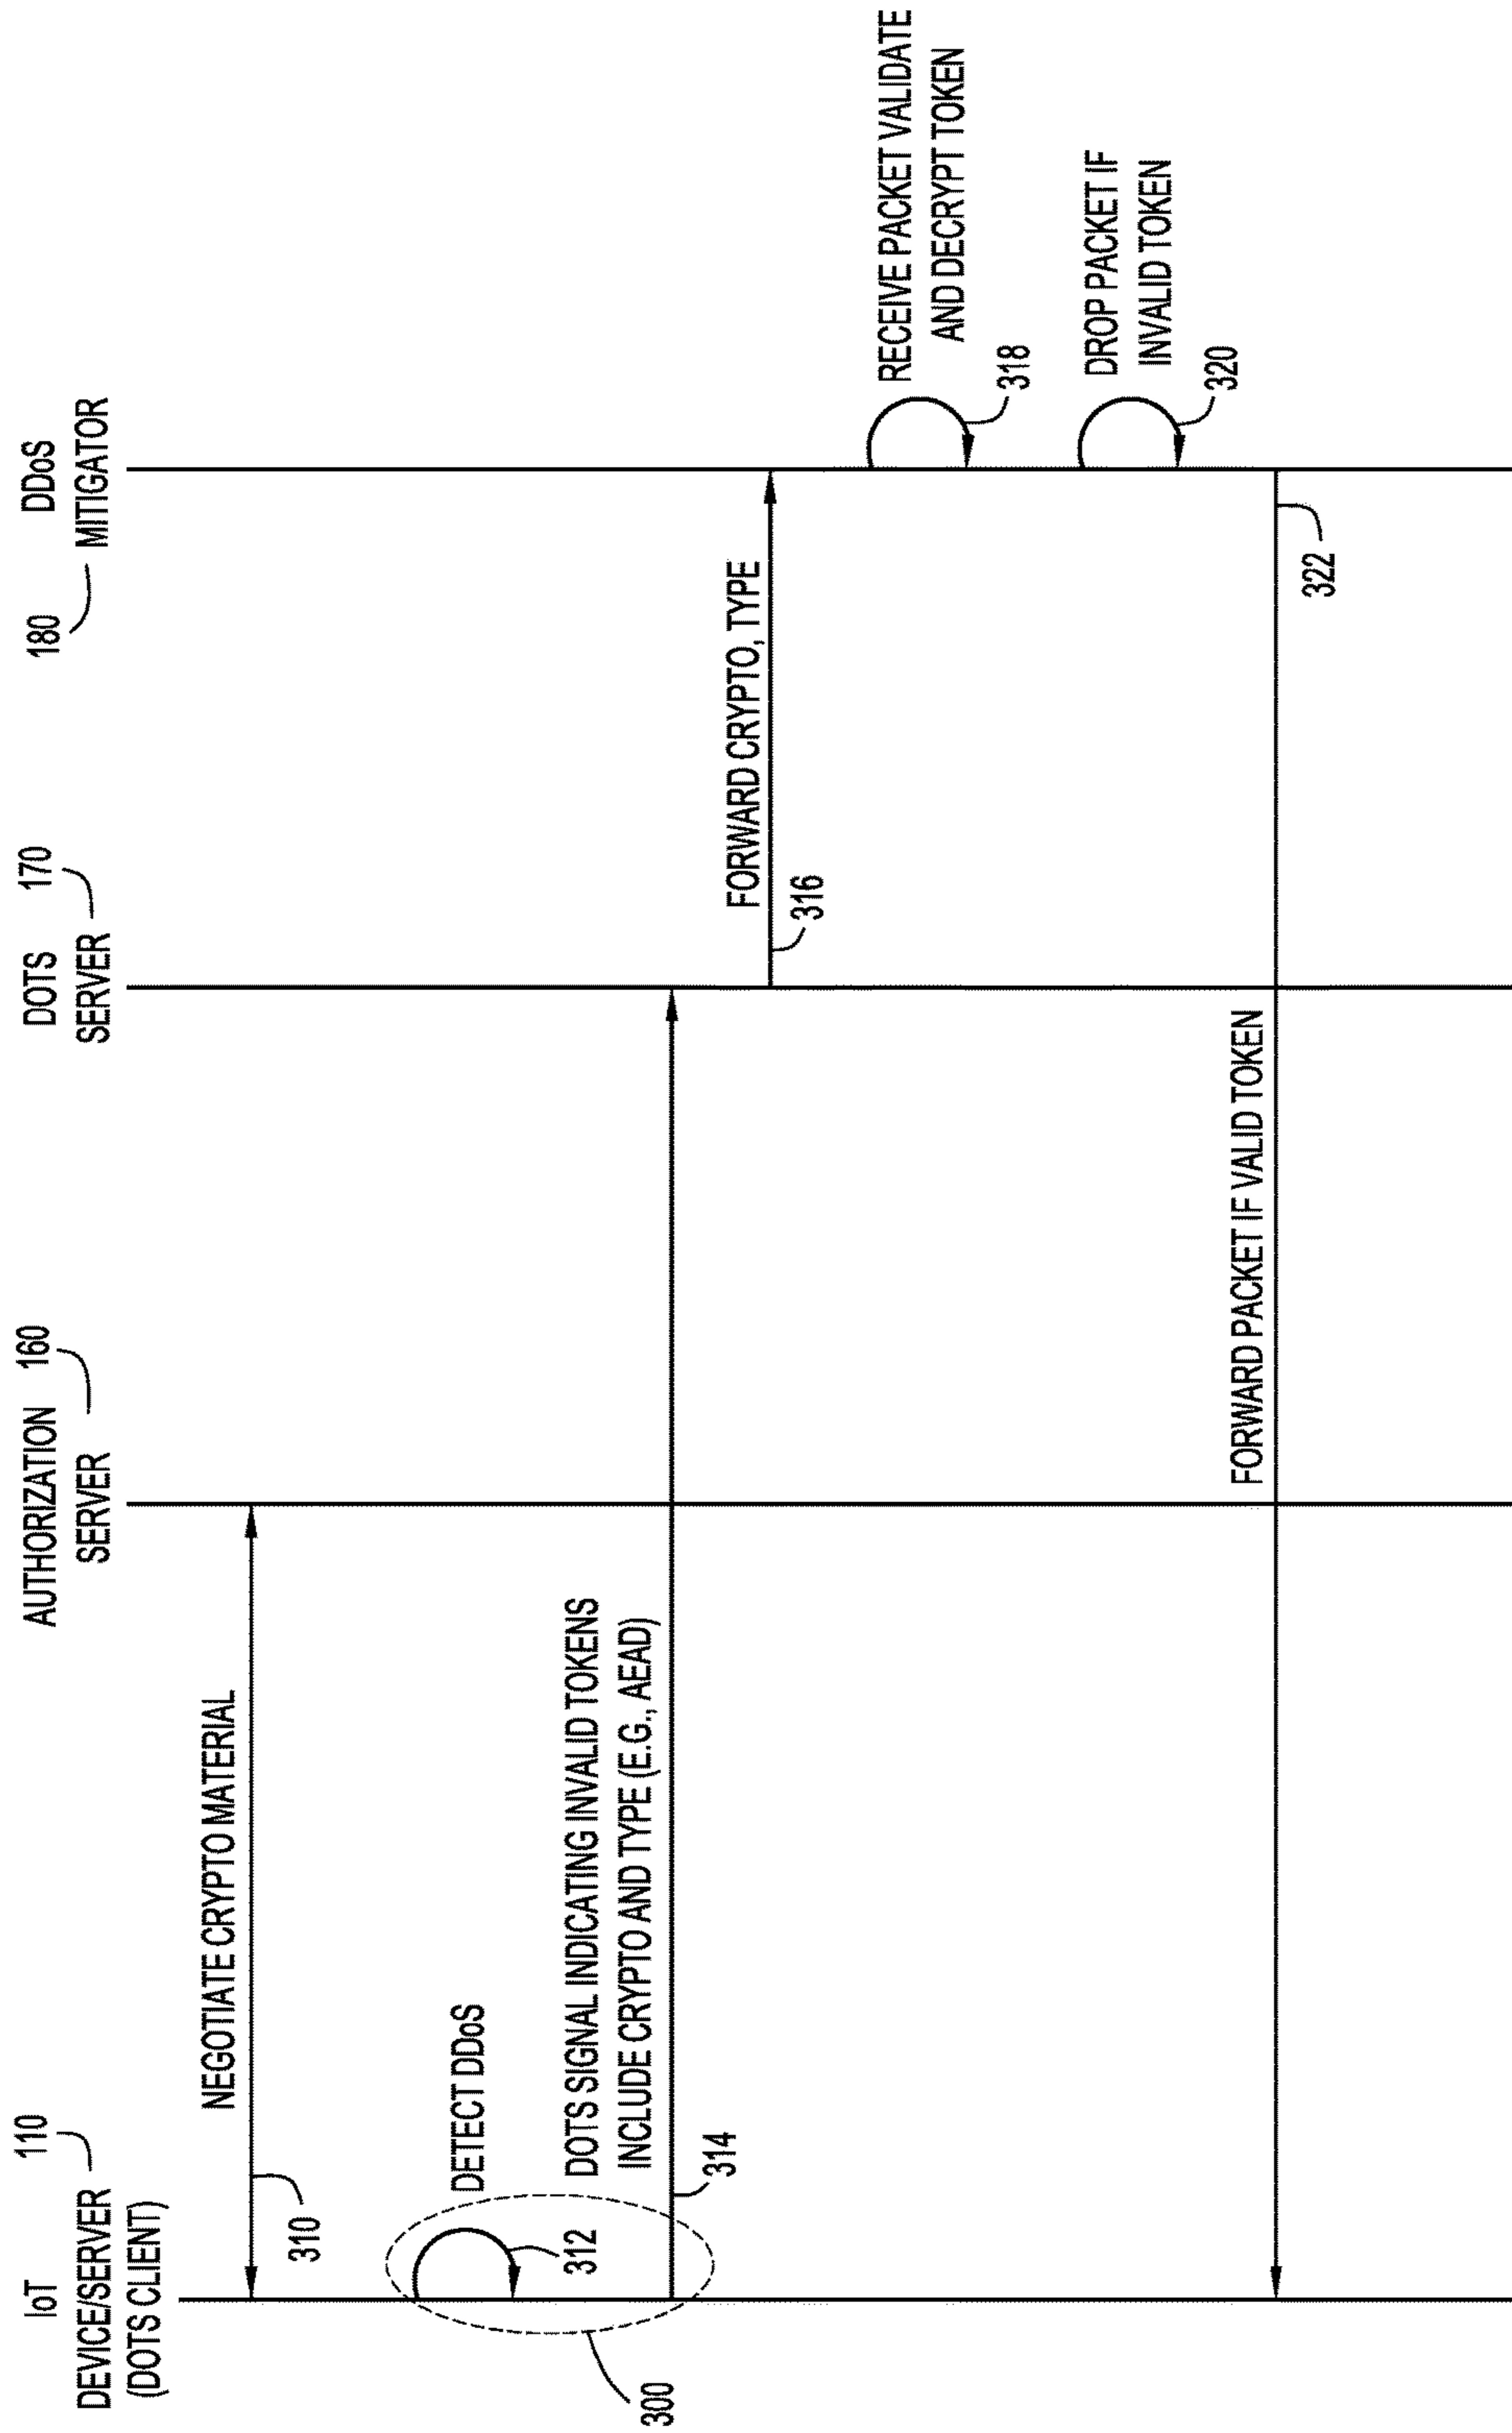 IoT
DEVICE/SERVER
(DOTS CLIENT)
110
AUTHORIZATION
SERVER
160
DOTS
SERVER
170
DDoS
MITIGATOR
180
NEGOTIATE CRYPTO MATERIAL
310
DETECT DDoS
312
300
DOTS SIGNAL INDICATING INVALID TOKENS
INCLUDE CRYPTO AND TYPE (E.G., AEAD)
314
FORWARD CRYPTO, TYPE
316
RECEIVE PACKET VALIDATE
AND DECRYPT TOKEN
318
DROP PACKET IF
INVALID TOKEN
320
FORWARD PACKET IF VALID TOKEN
322